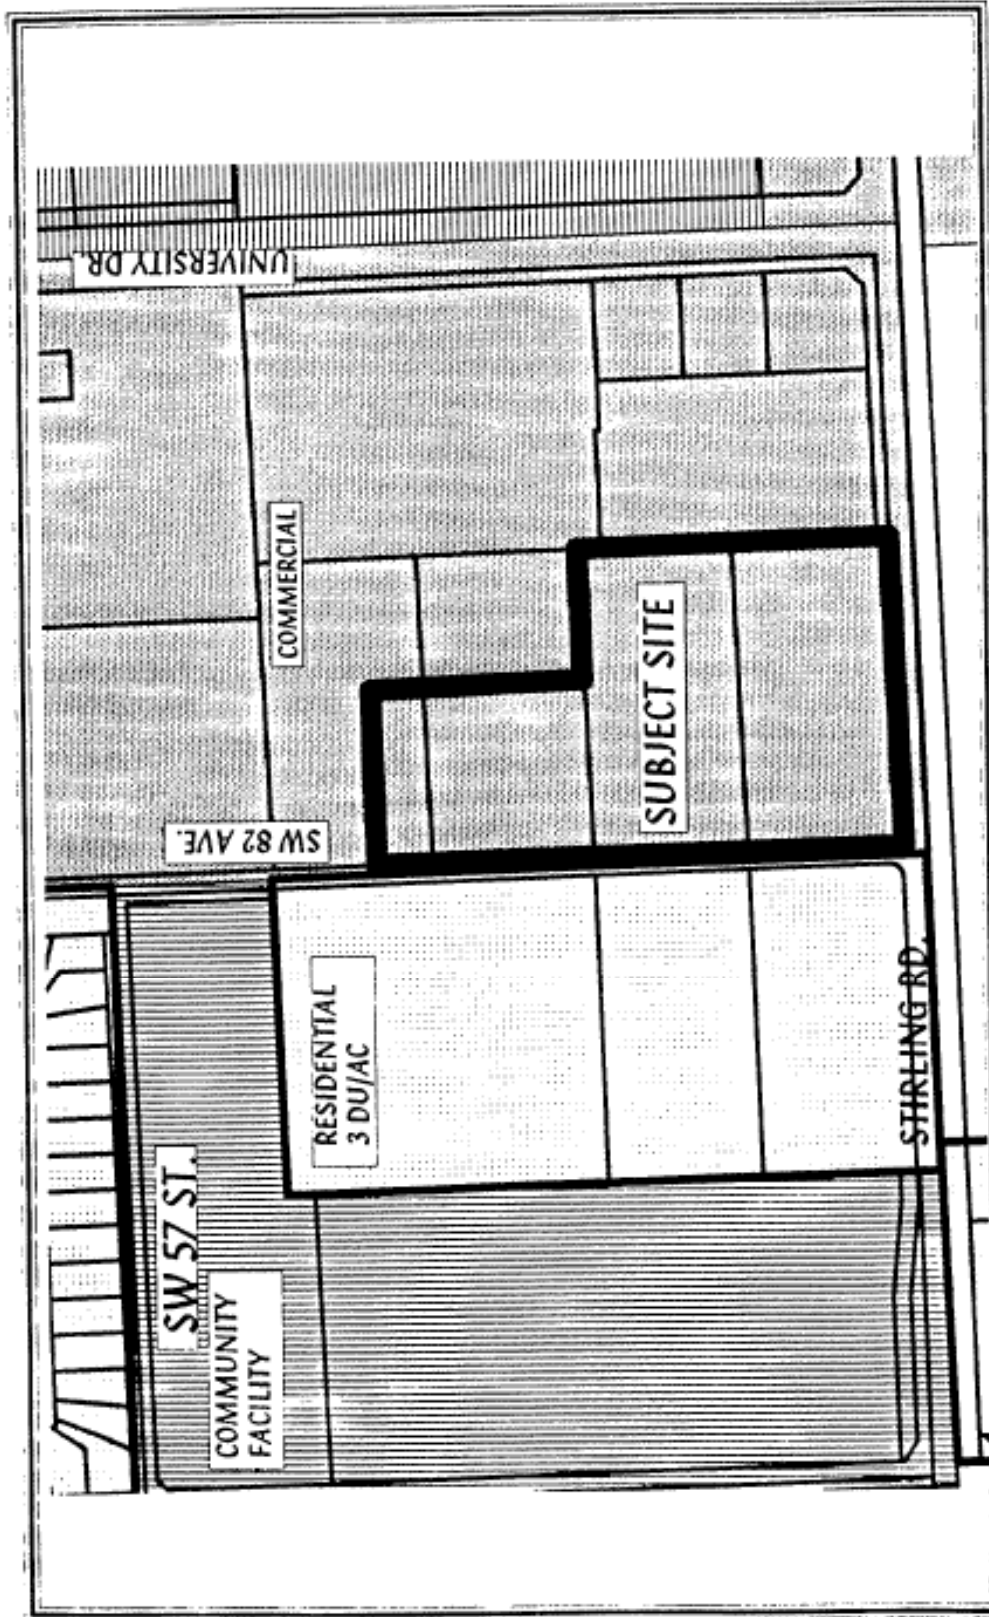 SW 57 ST.
COMMUNITY
FACILITY
RESIDENTIAL
3 DU/AC
STIRLING RD.
SW 82 AVE.
COMMERCIAL
SUBJECT SITE
UNIVERSITY DR.